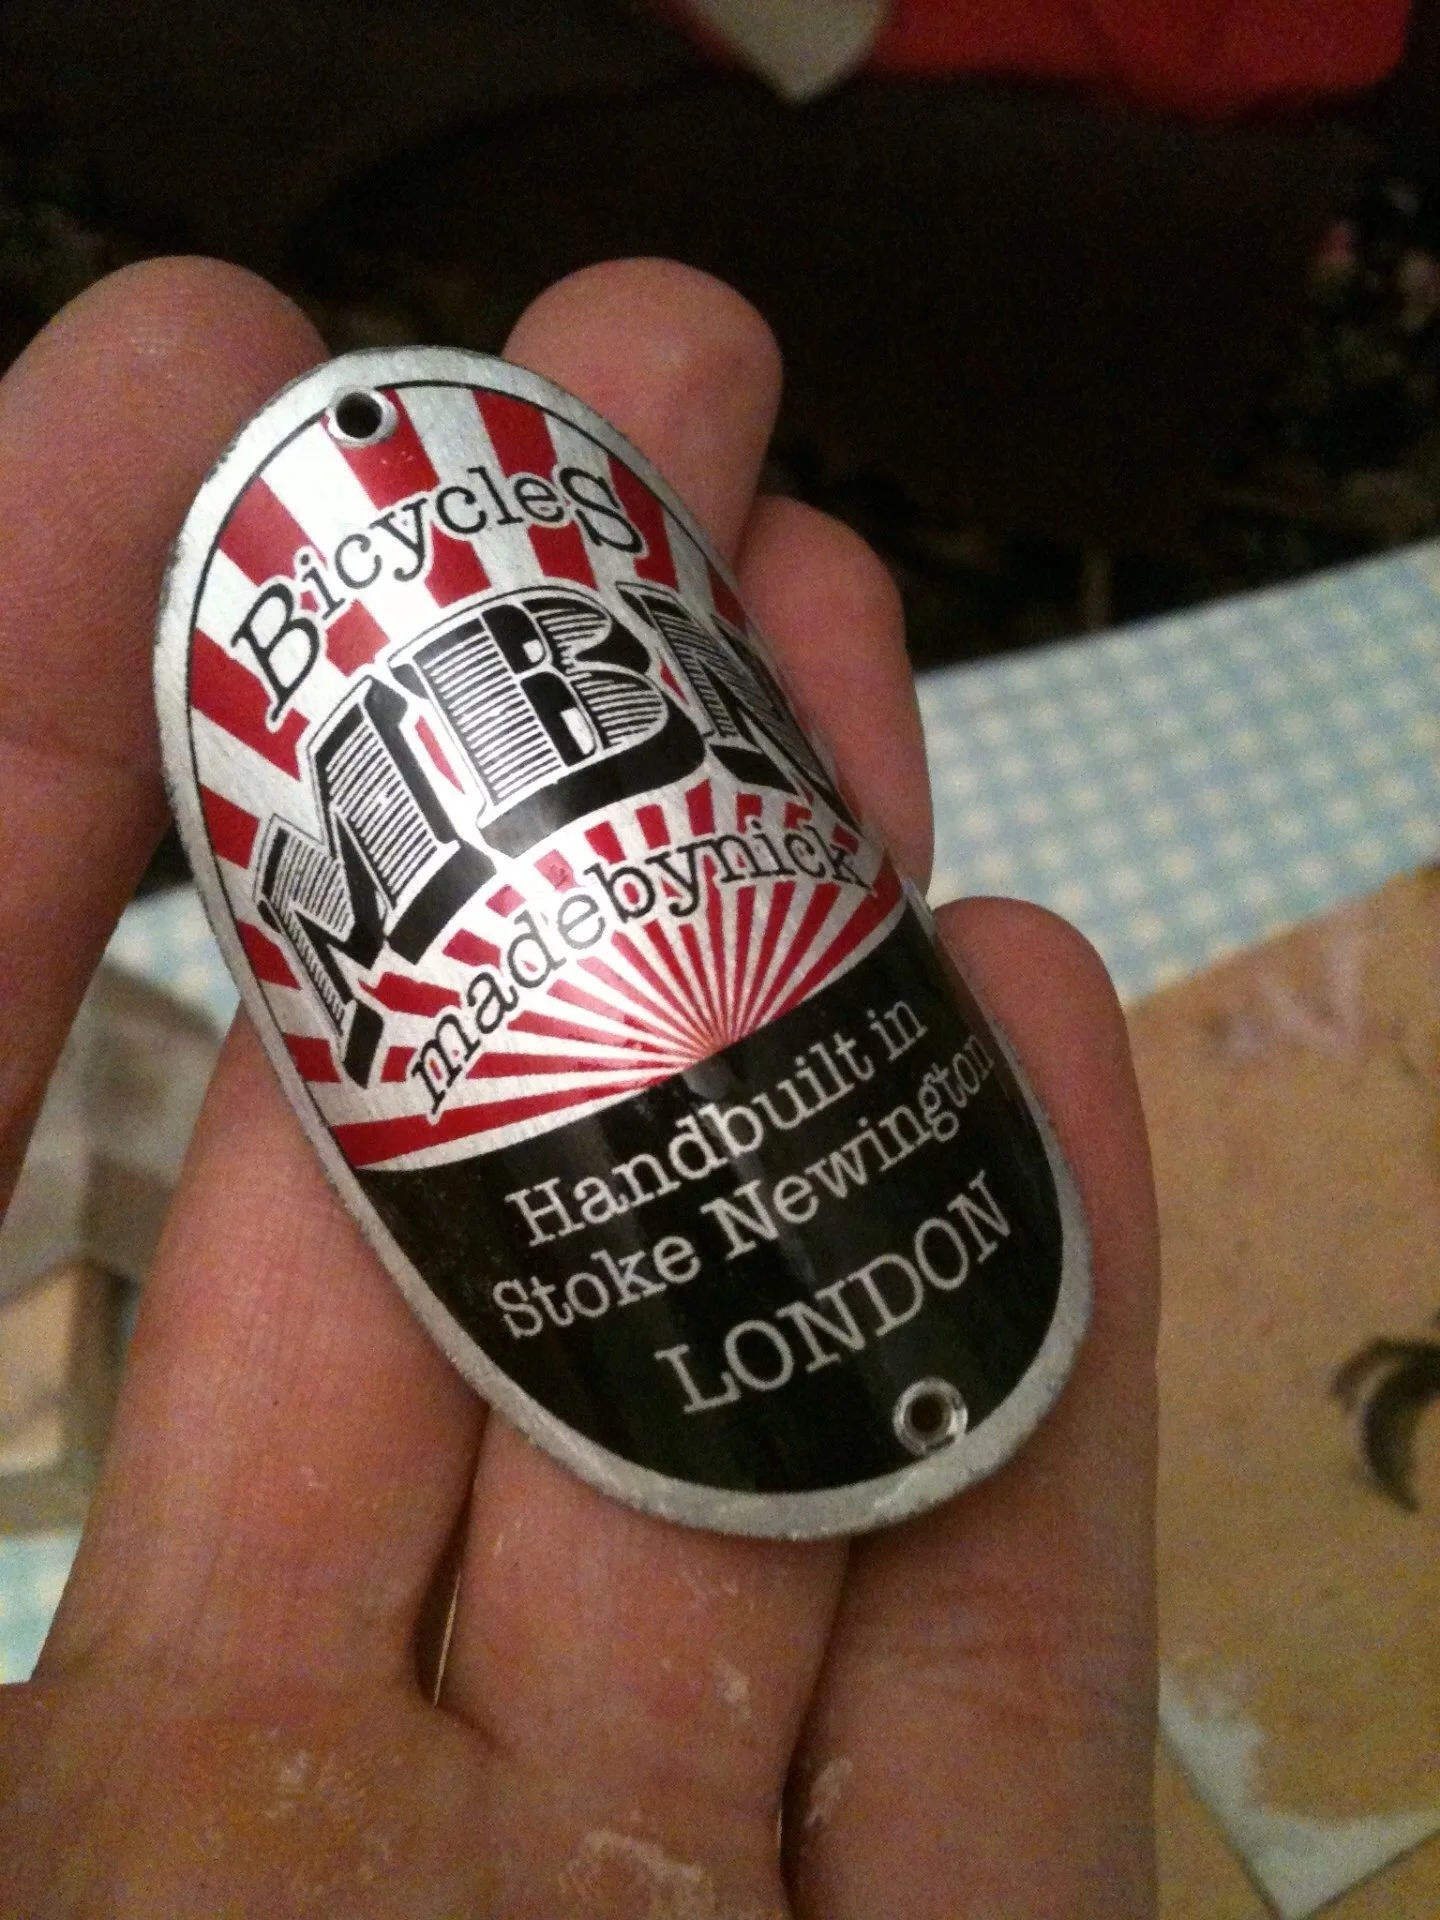 BicycleS
MBN
madebynick
Handbuilt in
Stoke Newington
LONDON